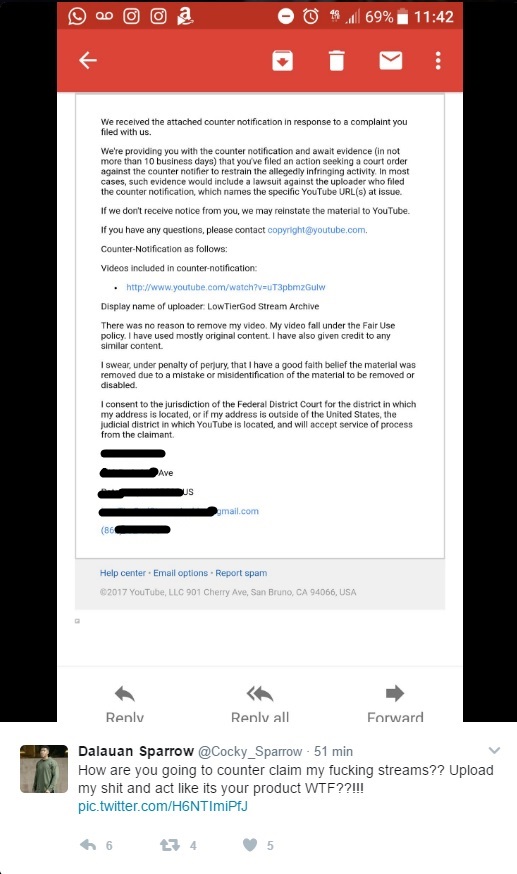 69% 11:42
We received the attached counter notification in response to a complaint you
filed with us.
We're providing you with the counter notification and await evidence (in not
more than 10 business days) that you've filed an action seeking a court order
against the counter notifier to restrain the allegedly infringing activity. In most
cases, such evidence would include a lawsuit against the uploader who filed
the counter notification, which names the specific YouTube URL(s) at issue.
If we don't receive notice from you, we may reinstate the material to YouTube.
If you have any questions, please contact copyright@youtube.com.
Counter-Notification as follows:
Videos included in counter-notification:
• http://www.youtube.com/watch?v=uT3pbmzGulw
Display name of uploader: LowTierGod Stream Archive
There was no reason to remove my video. My video fall under the Fair Use
policy. I have used mostly original content. I have also given credit to any
similar content.
I swear, under penalty of perjury, that I have a good faith belief the material was
removed due to a mistake or misidentification of the material to be removed or
disabled.
I consent to the jurisdiction of the Federal District Court for the district in which
my address is located, or if my address is outside of the United States, the
judicial district in which YouTube is located, and will accept service of process
from the claimant.
Ave
US
gmail.com
(86
Help center • Email options • Report spam
©2017 YouTube, LLC 901 Cherry Ave, San Bruno, CA 94066, USA
Reply Reply all Forward
Dalauan Sparrow @Cocky_Sparrow · 51 min
How are you going to counter claim my fucking streams?? Upload
my shit and act like its your product WTF??!!!
pic.twitter.com/H6NTImiPfJ
6 4 5